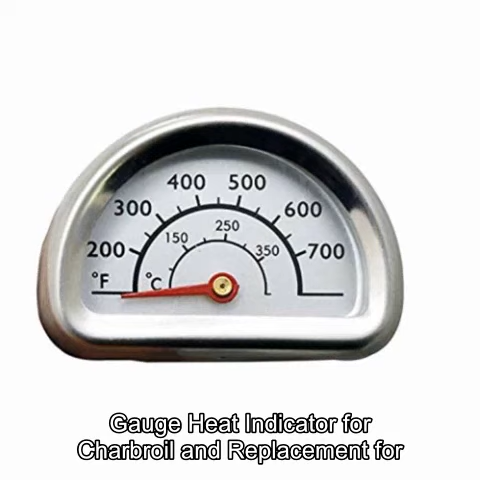 400 500
300 600
250
150
200 350 700
°F °C
Gauge Heat Indicator for
Charbroil and Replacement for